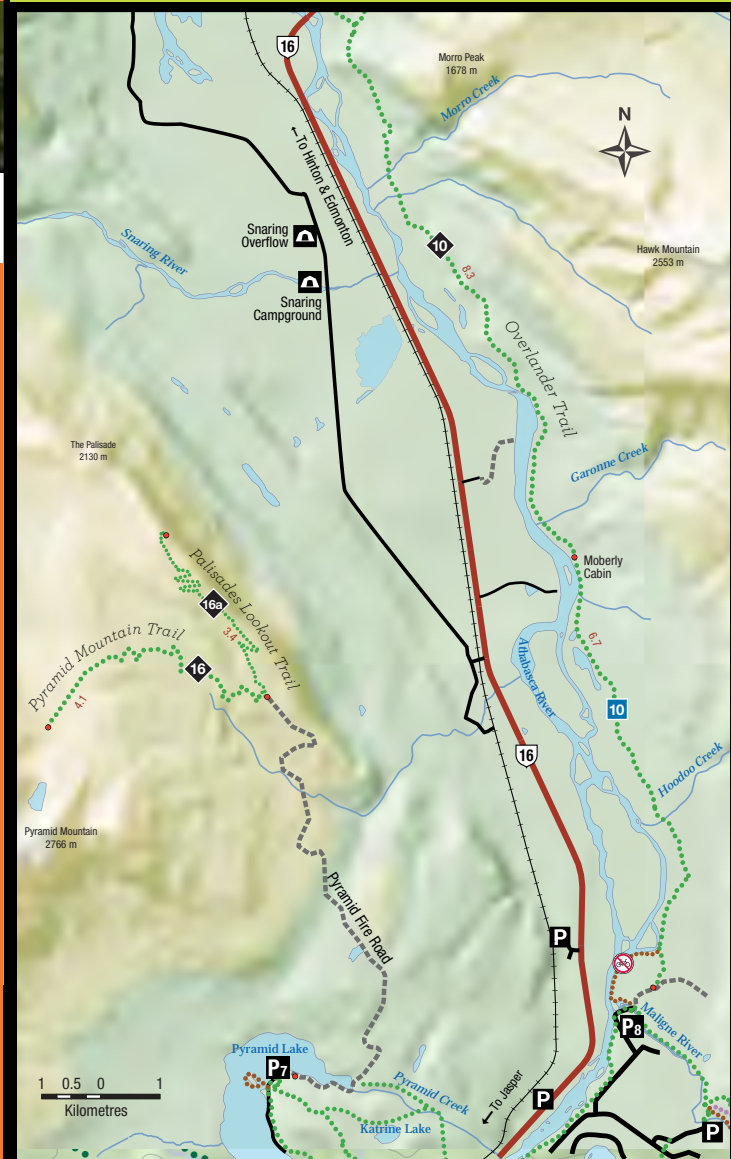 16
Morro Peak
1678 m
Morro Creek
N
←To Hinton & Edmonton
Snaring
Overflow
Snaring River
10
Hawk Mountain
2553 m
8.3
Snaring
Campground
Overlander Trail
The Palisade
2130 m
Garonne Creek
Moberly
Cabin
Palisades Lookout Trail
16a
3.4
Pyramid Mountain Trail
16
4.1
6.7
Athabasca River
10
16
Hoodoo Creek
Pyramid Mountain
2766 m
Pyramid Fire Road
P
Maligne River
P8
Pyramid Lake
P7
1 0.5 0 1
Kilometres
Pyramid Creek
←To Jasper
P
Katrine Lake
P